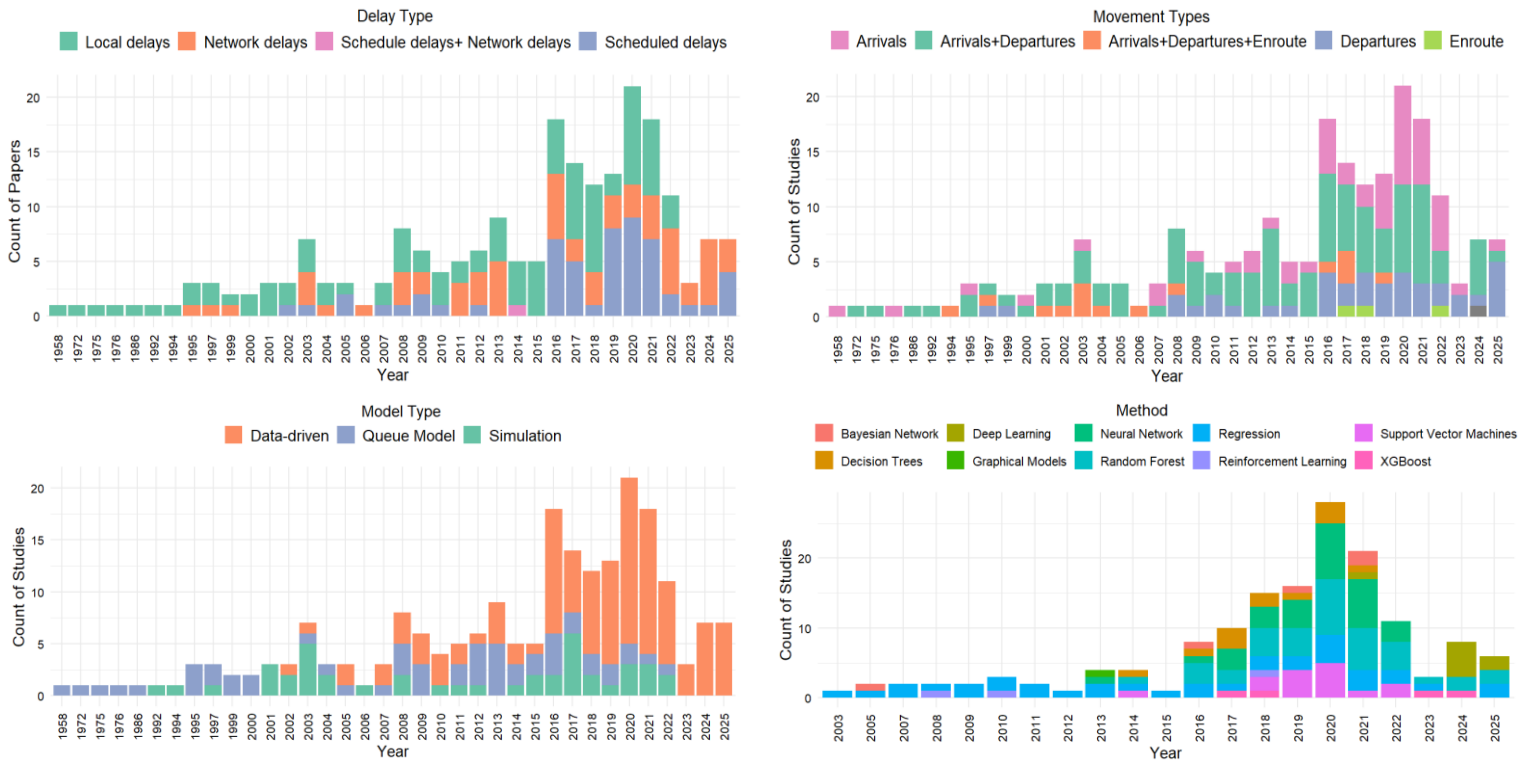 Delay Type
Local delays Network delays Schedule delays+ Network delays Scheduled delays
Count of Papers
20
15
10
5
0
1958 1972 1975 1976 1986 1992 1994 1995 1997 1999 2000 2001 2002 2003 2004 2005 2006 2007 2008 2009 2010 2011 2012 2013 2014 2015 2016 2017 2018 2019 2020 2021 2022 2023 2024 2025
Year
Movement Types
Arrivals Arrivals+Departures Arrivals+Departures+Enroute Departures Enroute
Count of Studies
20
15
10
5
0
1958 1972 1975 1976 1986 1992 1994 1995 1997 1999 2000 2001 2002 2003 2004 2005 2006 2007 2008 2009 2010 2011 2012 2013 2014 2015 2016 2017 2018 2019 2020 2021 2022 2023 2024 2025
Year
Model Type
Data-driven Queue Model Simulation
Count of Studies
20
15
10
5
0
1958 1972 1975 1976 1986 1992 1994 1995 1997 1999 2000 2001 2002 2003 2004 2005 2006 2007 2008 2009 2010 2011 2012 2013 2014 2015 2016 2017 2018 2019 2020 2021 2022 2023 2024 2025
Year
Method
Bayesian Network Deep Learning Neural Network Regression Support Vector Machines
Decision Trees Graphical Models Random Forest Reinforcement Learning XGBoost
Count of Studies
20
10
0
2003 2005 2007 2008 2009 2010 2011 2012 2013 2014 2015 2016 2017 2018 2019 2020 2021 2022 2023 2024 2025
Year